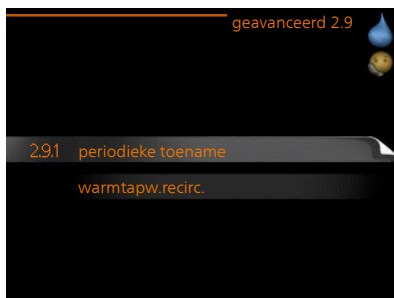 geavanceerd 2.9
2.9.1 periodieke toename
warmtapw.recirc.